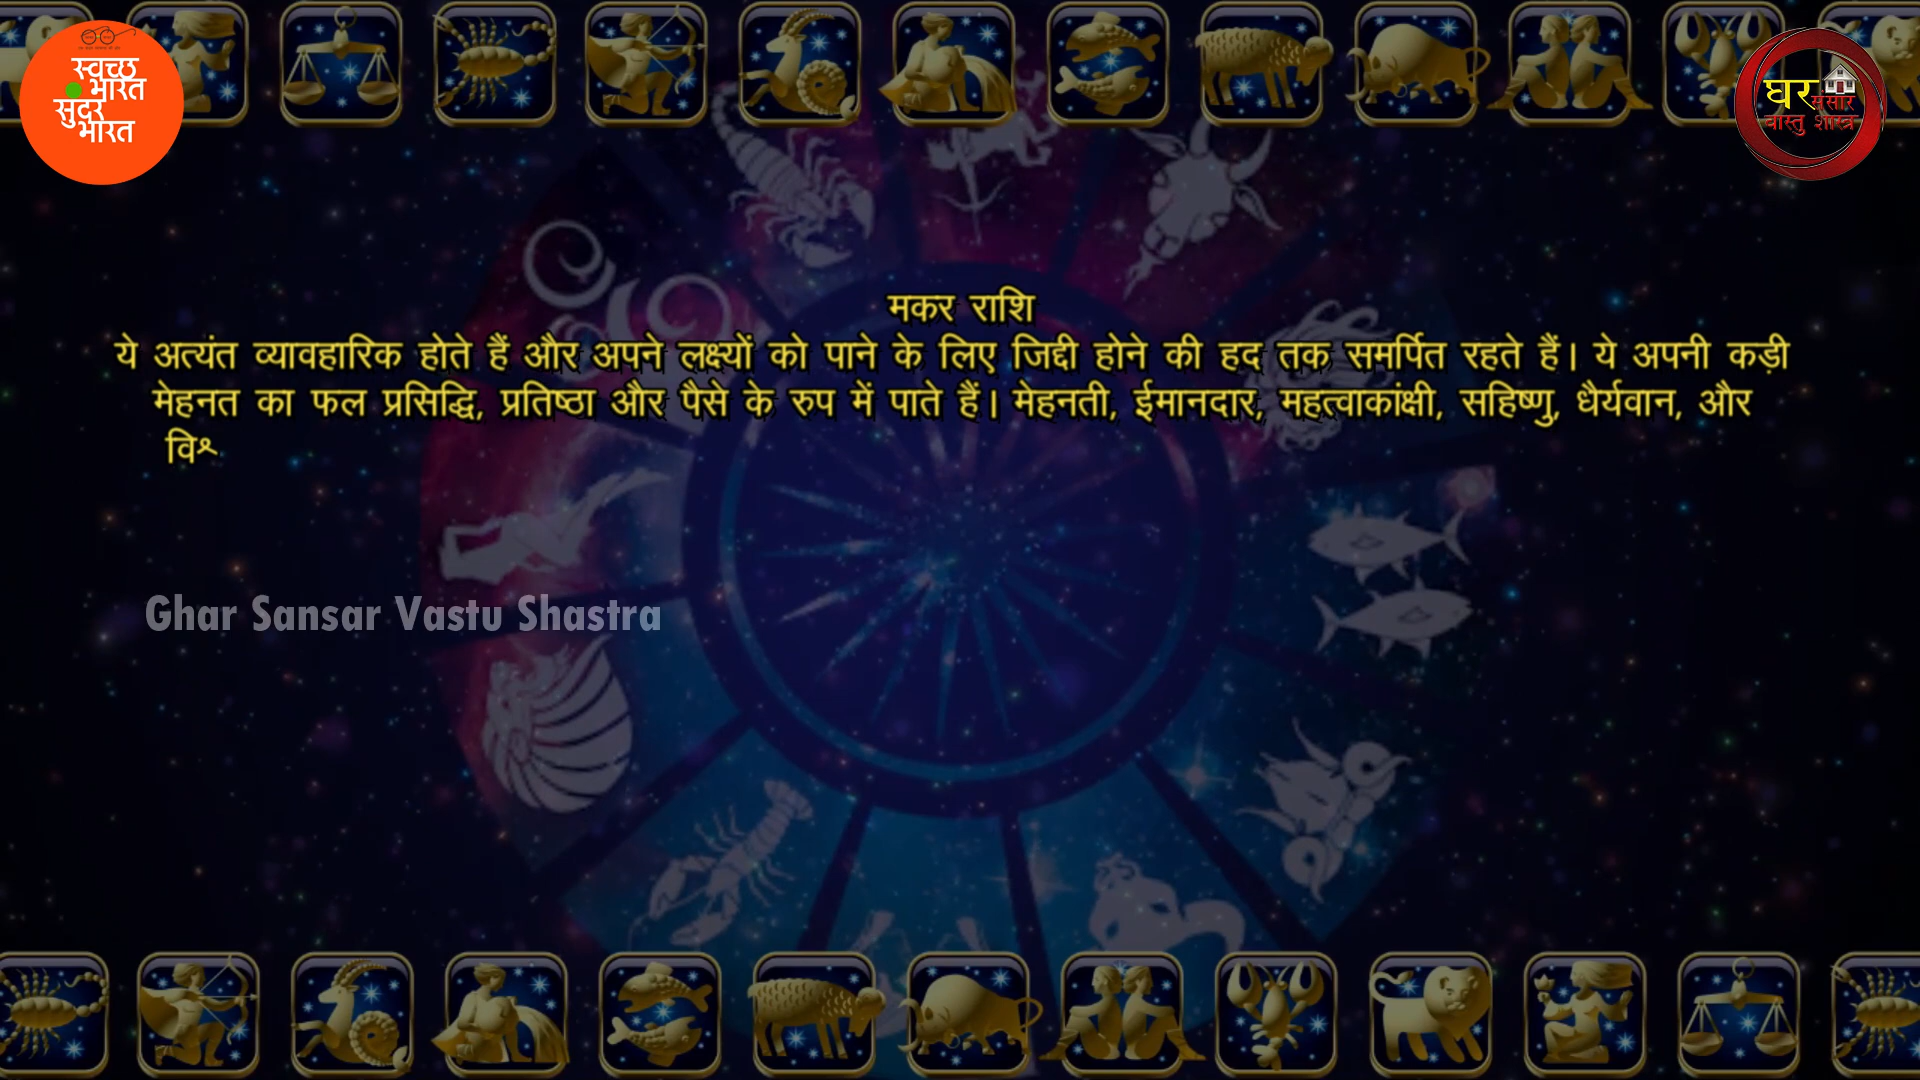 स्वच्छ
भारत
सुंदर
भारत
घर
संसार
वास्तु शास्त्र
मकर राशि
ये अत्यंत व्यावहारिक होते हैं और अपने लक्ष्यों को पाने के लिए जिद्दी होने की हद तक समर्पित रहते हैं। ये अपनी कड़ी
मेहनत का फल प्रसिद्धि, प्रतिष्ठा और पैसे के रुप में पाते हैं। मेहनती, ईमानदार, महत्वाकांक्षी, सहिष्णु, धैर्यवान, और
Ghar Sansar Vastu Shastra